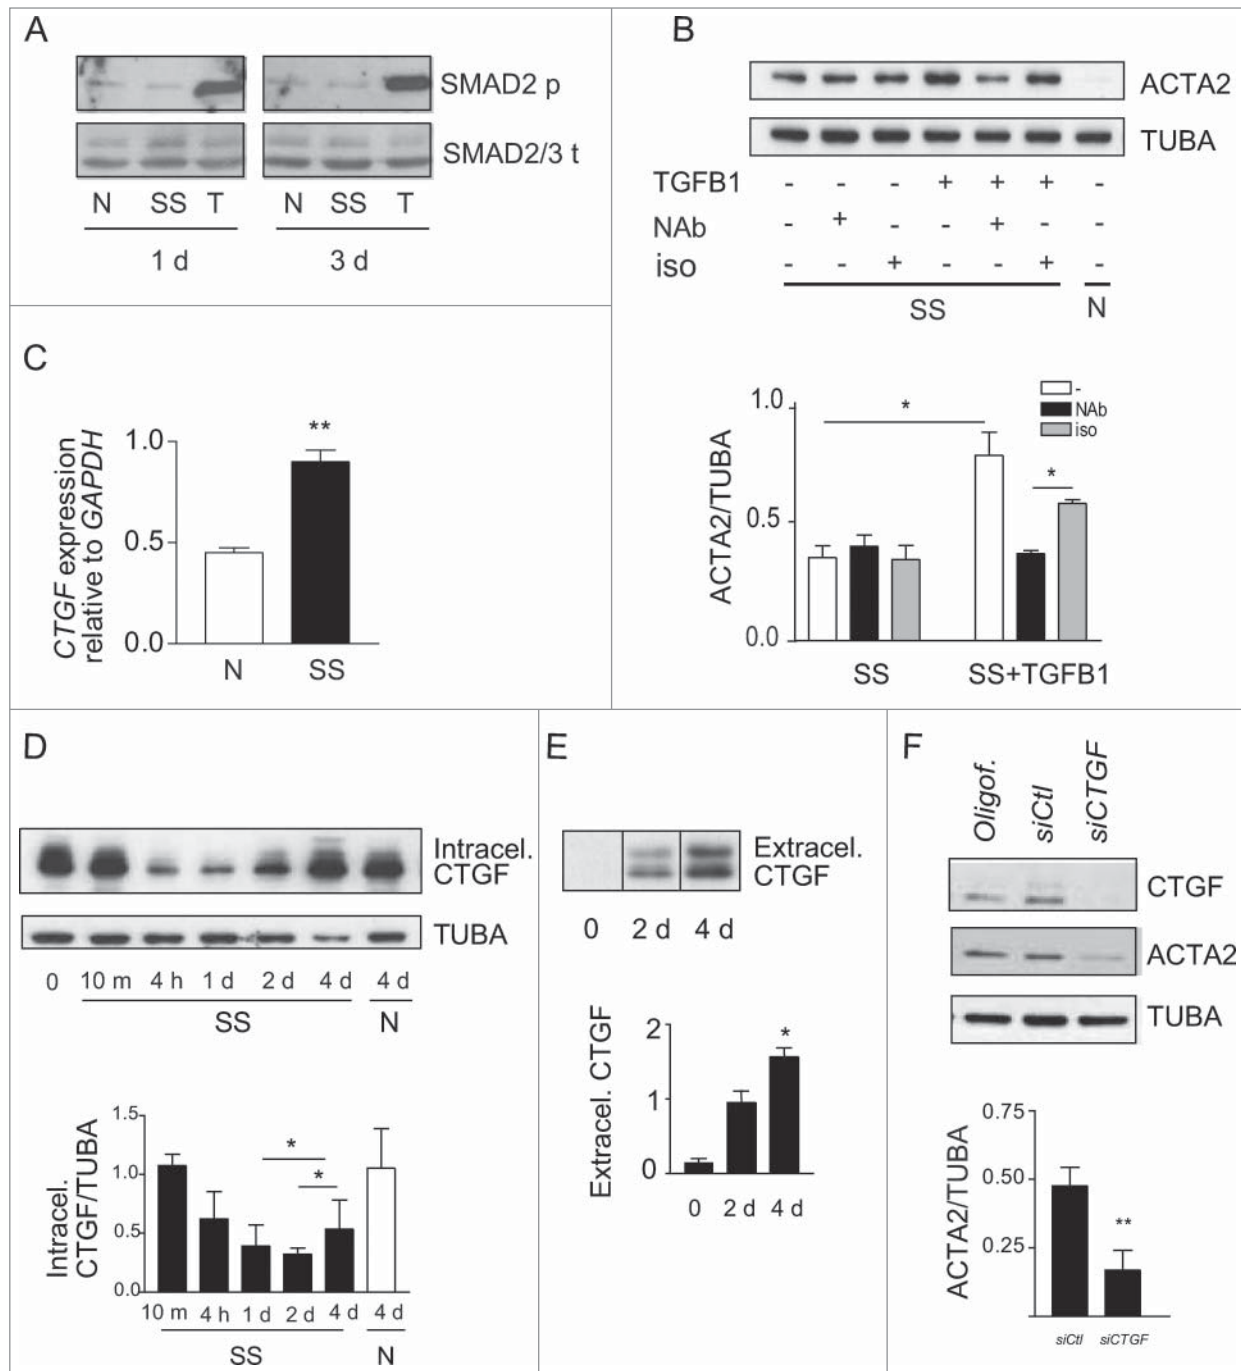 A
SMAD2 p
SMAD2/3 t
N SS T N SS T
1 d 3 d
B
ACTA2
TUBA
TGFB1 - - - + + + -
NAb - + - - + - -
iso - - + - - + -
SS N
1.0
0.5
0.0
ACTA2/TUBA
-
NAb
iso
*
*
SS SS+TGFB1
C
CTGF expression
relative to GAPDH
1.0
0.5
0.0
**
N SS
D
Intracel.
CTGF
TUBA
0 10 m 4 h 1 d 2 d 4 d 4 d
SS N
Intracel.
CTGF/TUBA
1.5
1.0
0.5
0.0
*
*
10 m 4 h 1 d 2 d 4 d 4 d
SS N
E
Extracel.
CTGF
0 2 d 4 d
Extracel. CTGF
2
1
0
*
0 2 d 4 d
F
Oligof. siCtl siCTGF
CTGF
ACTA2
TUBA
ACTA2/TUBA
0.75
0.50
0.25
**
siCtl siCTGF